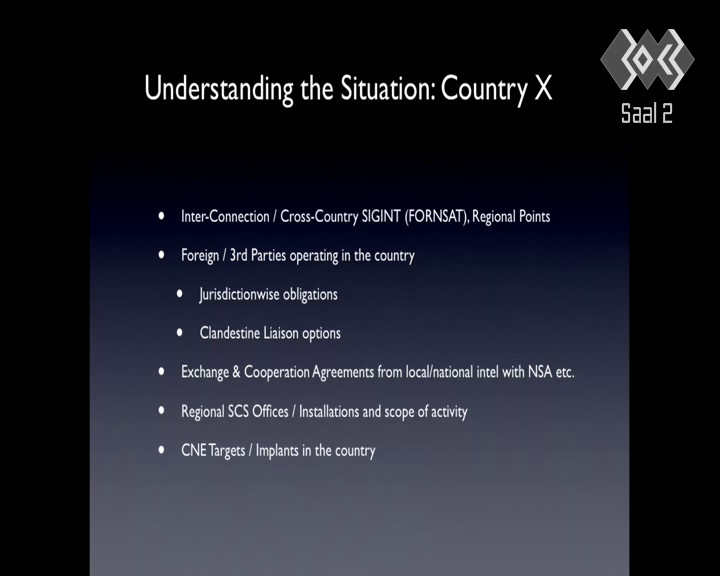 Saal 2
Understanding the Situation: Country X
• Inter-Connection / Cross-Country SIGINT (FORNSAT), Regional Points
• Foreign / 3rd Parties operating in the country
• Jurisdictionwise obligations
• Clandestine Liaison options
• Exchange & Cooperation Agreements from local/national intel with NSA etc.
• Regional SCS Offices / Installations and scope of activity
• CNE Targets / Implants in the country